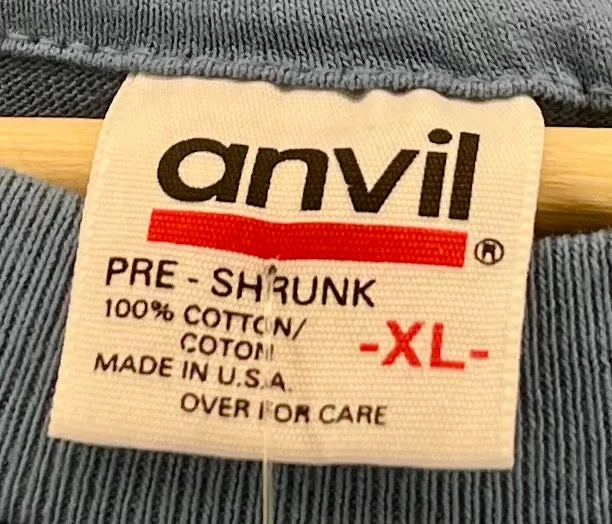 anvil®
PRE - SHRUNK
100% COTTON/
COTON
-XL-
MADE IN U.S.A.
OVER FOR CARE